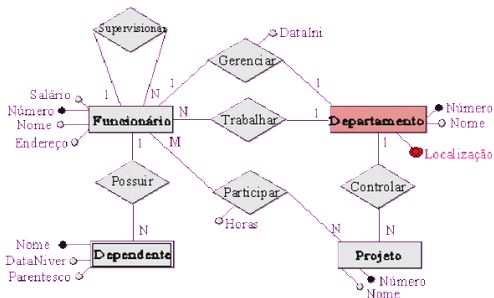 Supervisionar
DataIni
Gerenciar
1
N
1
1
Salário
Número
Nome
Endereço
Funcionário
N
Trabalhar
1
Departamento
Número
Nome
Localização
1
M
1
Possuir
Participar
Controlar
Horas
N
N
N
Nome
DataNiver
Parentesco
Dependente
Projeto
Número
Nome